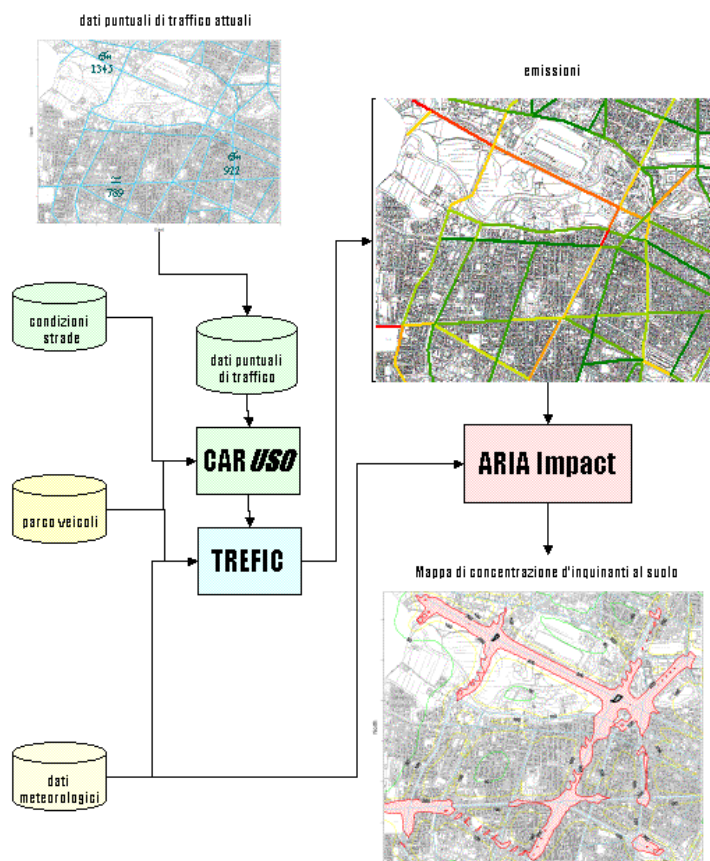 dati puntuali di traffico attuali
1343
922
789
emissioni
condizioni
strade
dati puntuali
di traffico
CAR USO
ARIA Impact
parco veicoli
TREFIC
Mappa di concentrazione d'inquinanti al suolo
dati
meteorologici